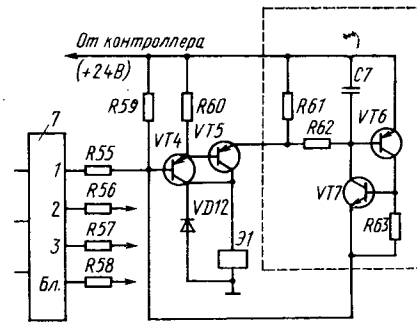 От контроллера
(+24В)
C7
7
R59
R60
R61
VT4
VT5
R62
VT6
1
R55
R56
2
VD12
VT7
R57
3
Э1
R63
R58
Бл.